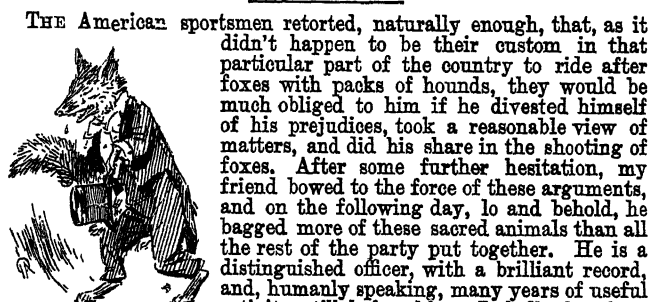 THE American sportsmen retorted, naturally enough, that, as it
didn't happen to be their custom in that
particular part of the country to ride after
foxes with packs of hounds, they would be
much obliged to him if he divested himself
of his prejudices, took a reasonable view of
matters, and did his share in the shooting of
foxes. After some further hesitation, my
friend bowed to the force of these arguments,
and on the following day, lo and behold, he
bagged more of these sacred animals than all
the rest of the party put together. He is a
distinguished officer, with a brilliant record,
and, humanly speaking, many years of useful